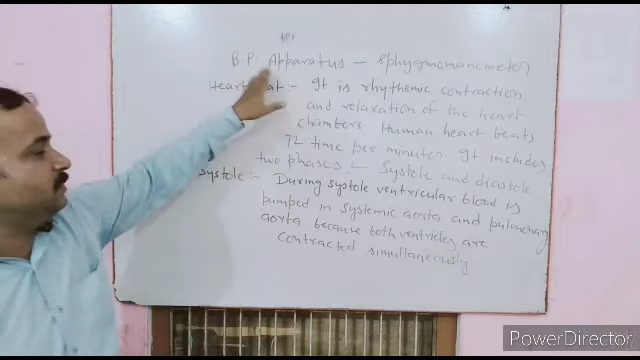 B P. Apparatus - Sphygmomanometer
Heart :- It is rhythemic contraction
and relaxation of the heart
chambers. Human heart beats
72 time per minutes It includes
two phases :- Systole and diastole
Systole :- During systole ventricular blood is
pumped in systemic aorta and pulmonary
aorta because both ventricles are
contracted simultaneously
PowerDirector